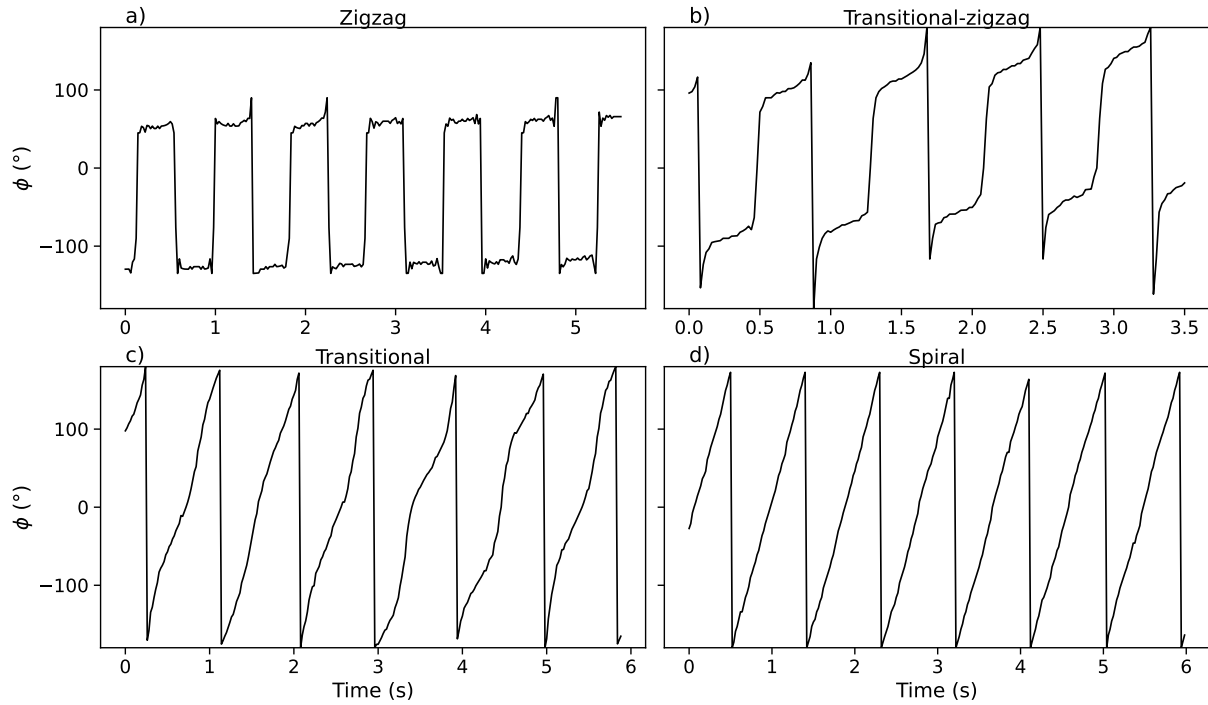 a) Zigzag
b) Transitional-zigzag
100
0
−100
ϕ (°)
0 1 2 3 4 5
0.0 0.5 1.0 1.5 2.0 2.5 3.0 3.5
c) Transitional
d) Spiral
100
0
−100
ϕ (°)
0 1 2 3 4 5 6
0 1 2 3 4 5 6
Time (s)
Time (s)